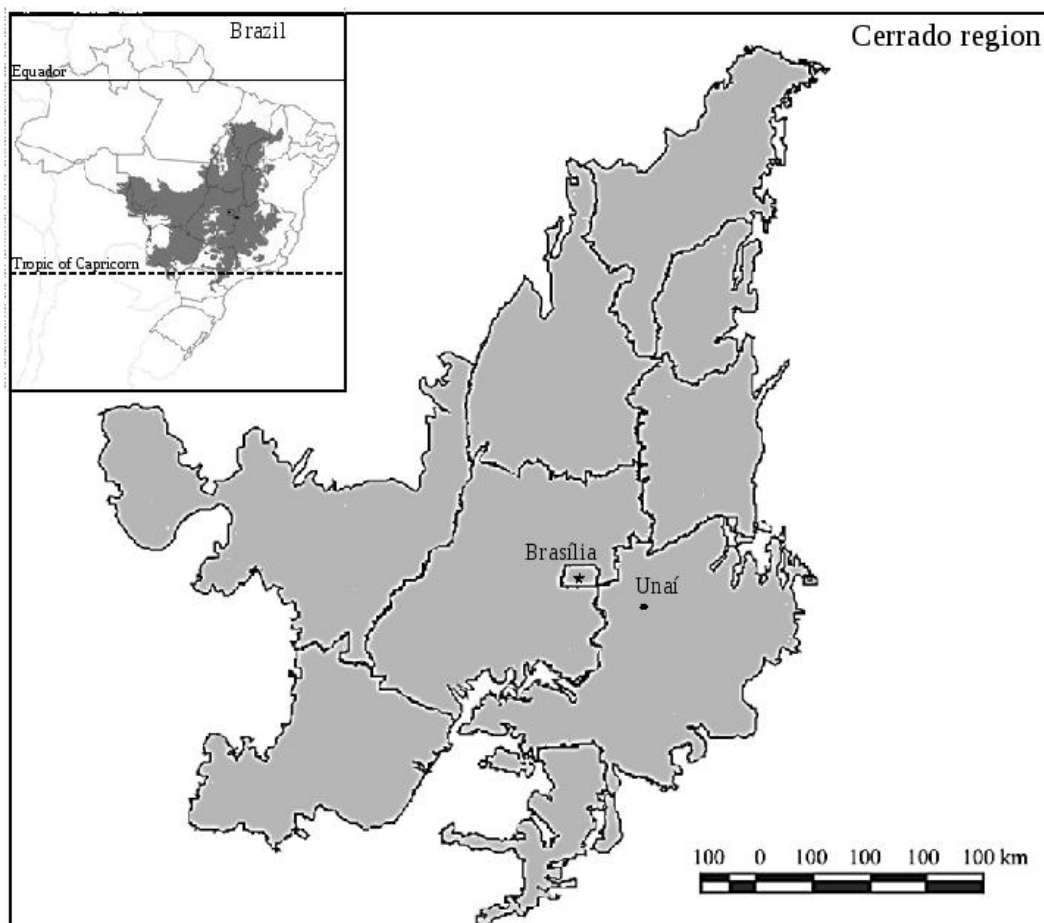 Brazil
Cerrado region
Equador
Tropic of Capricorn
Brasília
Unaí
100 0 100 100 100 100 km